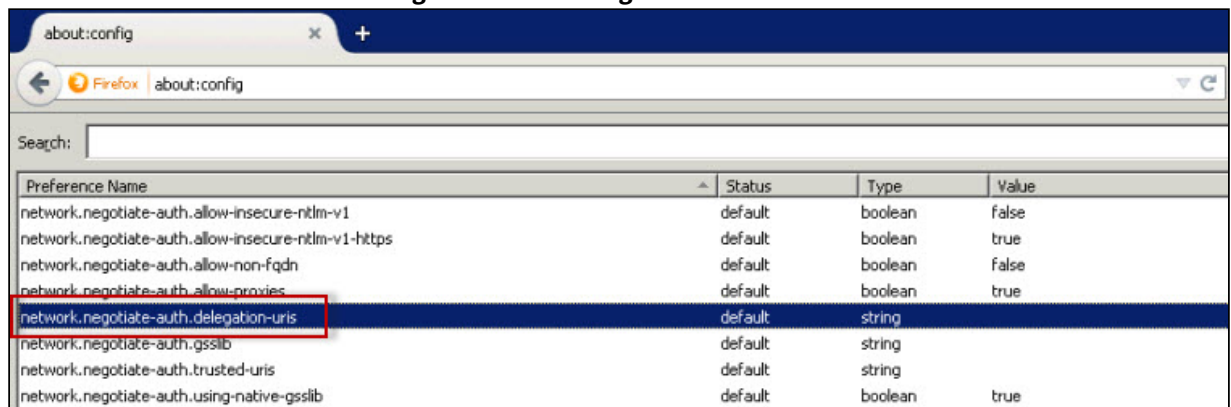 about:config × +
Firefox about:config
Search:
Preference Name Status Type Value
network.negotiate-auth.allow-insecure-ntlm-v1 default boolean false
network.negotiate-auth.allow-insecure-ntlm-v1-https default boolean true
network.negotiate-auth.allow-non-fqdn default boolean false
network.negotiate-auth.allow-proxies default boolean true
network.negotiate-auth.delegation-uris default string
network.negotiate-auth.gsslib default string
network.negotiate-auth.trusted-uris default string
network.negotiate-auth.using-native-gsslib default boolean true